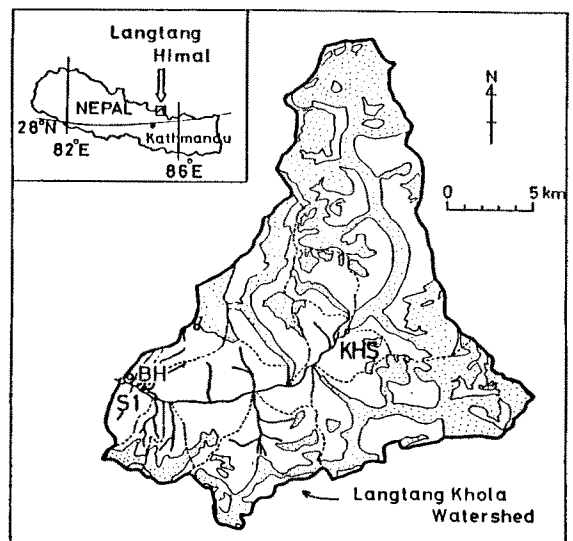 Langtang
Himal
NEPAL
28°N
82°E
Kathmandu
86°E
N
0 5 km
KHS
BH
S1
Langtang Khola
Watershed